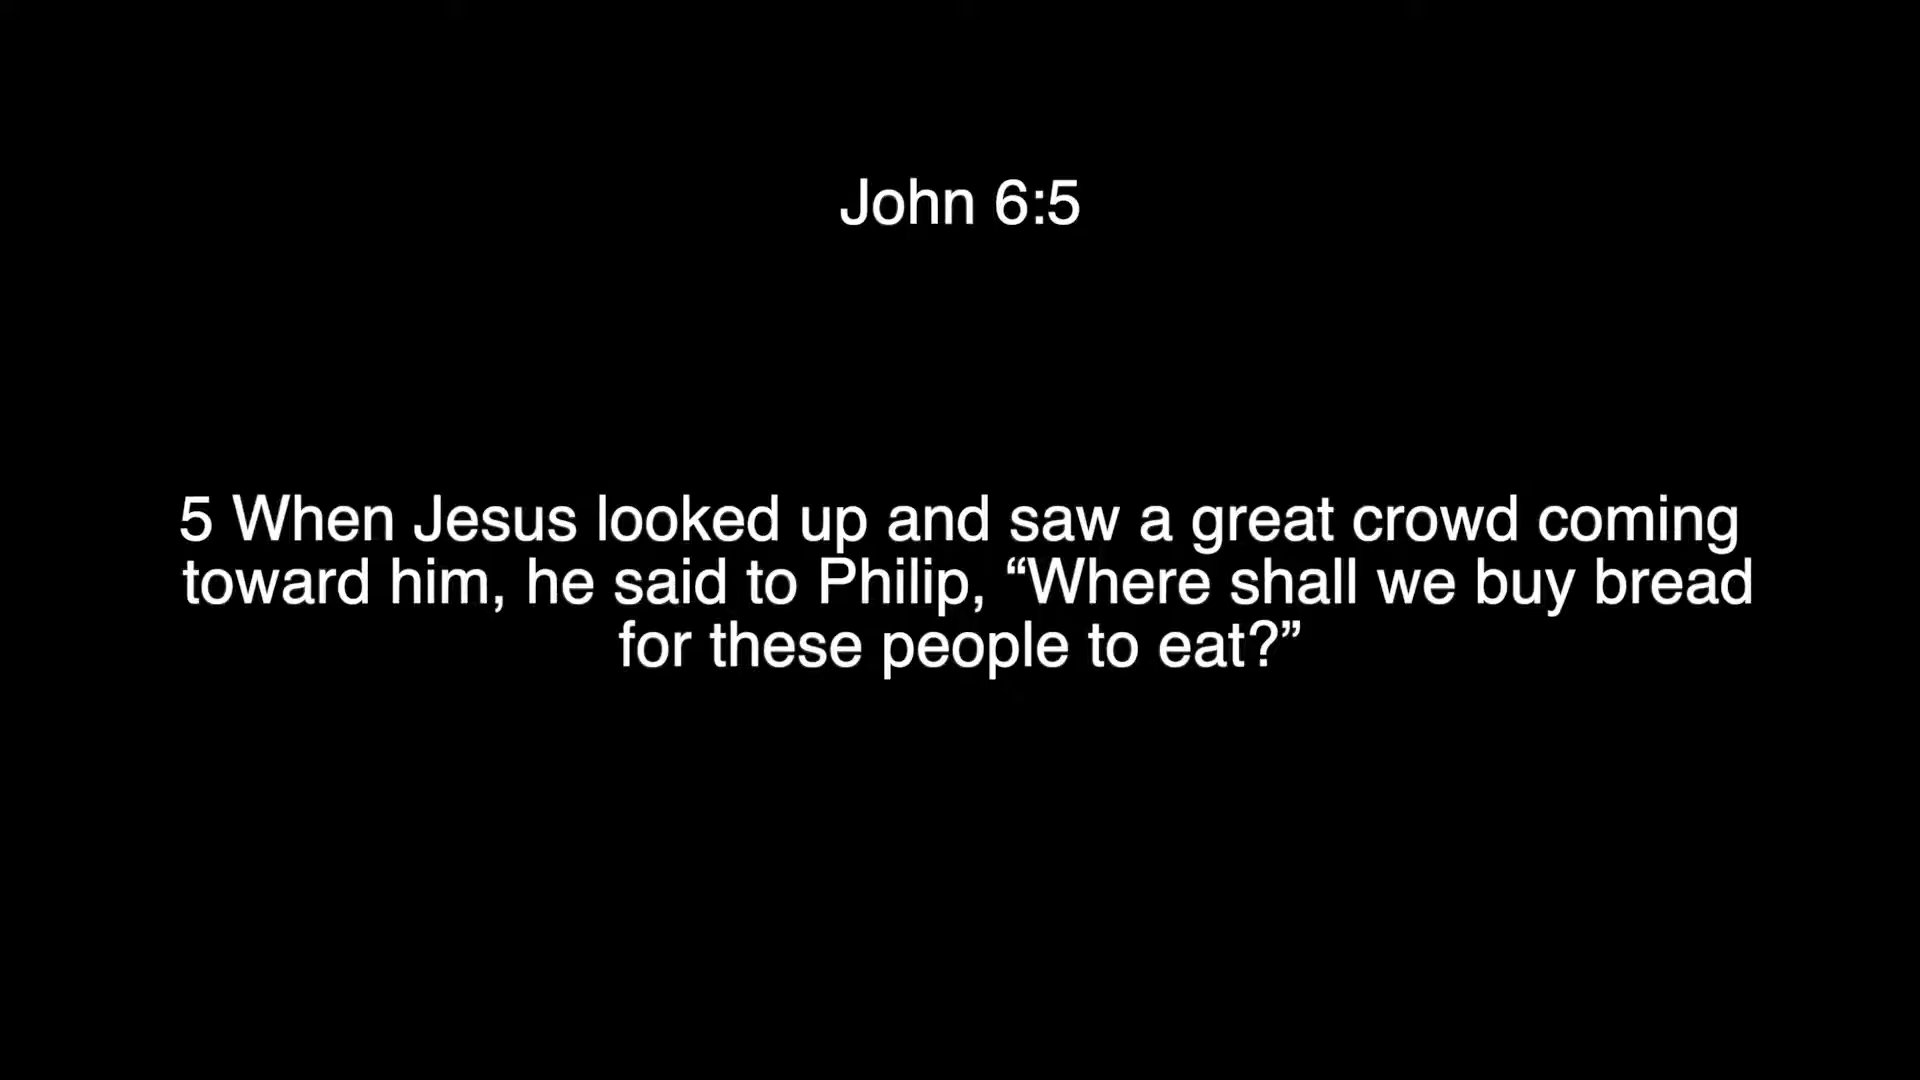 John 6:5
5 When Jesus looked up and saw a great crowd coming
toward him, he said to Philip, “Where shall we buy bread
for these people to eat?”